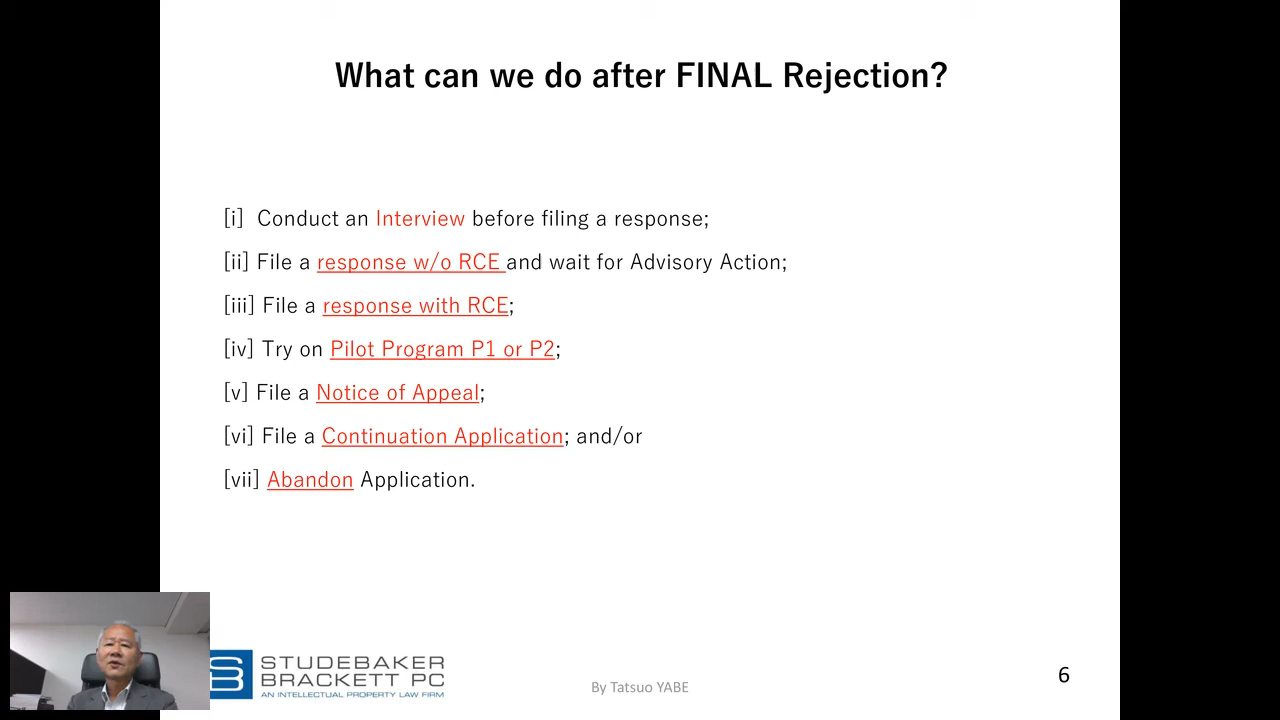 What can we do after FINAL Rejection?
[i] Conduct an Interview before filing a response;
[ii] File a response w/o RCE and wait for Advisory Action;
[iii] File a response with RCE;
[iv] Try on Pilot Program P1 or P2;
[v] File a Notice of Appeal;
[vi] File a Continuation Application; and/or
[vii] Abandon Application.
STUDEBAKER
BRACKETT PC
AN INTELLECTUAL PROPERTY LAW FIRM
By Tatsuo YABE
6